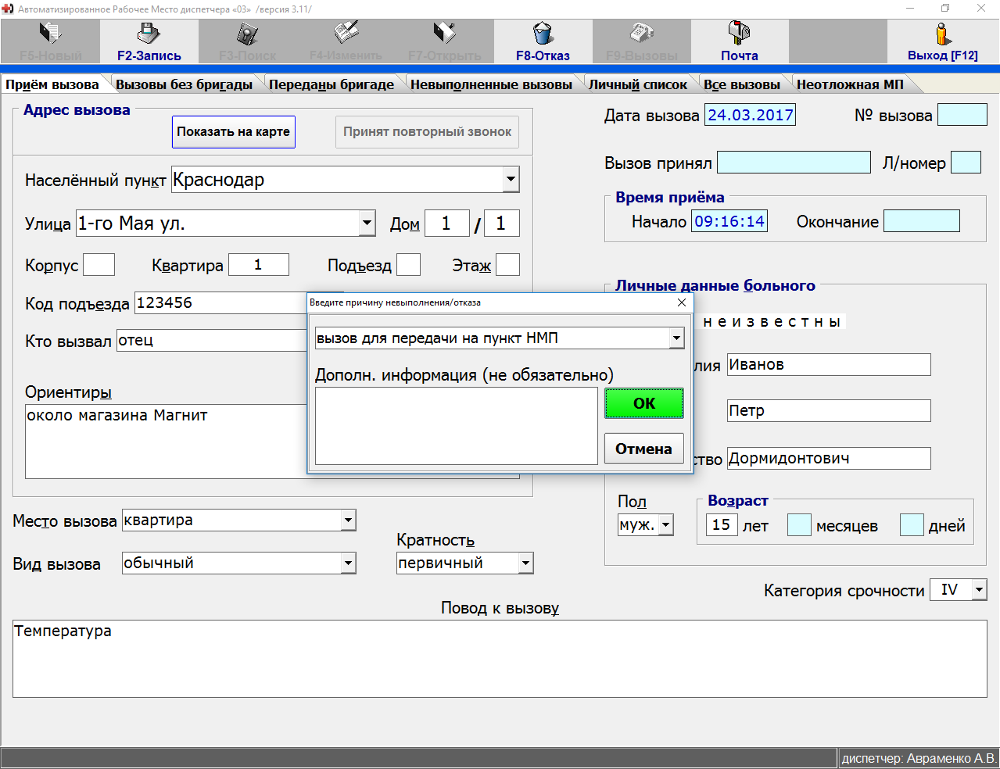 Автоматизированное Рабочее Место диспетчера «03» /версия 3.11/
F5-Новый F2-Запись F3-Поиск F4-Изменить F7-Открыть F8-Отказ F9-Вызовы Почта Выход [F12]
Приём вызова Вызовы без бригады Переданы бригаде Невыполненные вызовы Личный список Все вызовы Неотложная МП
Адрес вызова
Показать на карте Принят повторный звонок
Дата вызова 24.03.2017 № вызова
Вызов принял Л/номер
Населённый пункт Краснодар
Время приёма
Начало 09:16:14 Окончание
Улица 1-го Мая ул. Дом 1 / 1
Корпус Квартира 1 Подъезд Этаж
Личные данные больного
Код подъезда 123456
Введите причину невыполнения/отказа
неизвестны
Кто вызвал отец
вызов для передачи на пункт НМП
лия Иванов
Дополн. информация (не обязательно)
Ориентиры
около магазина Магнит
ОК
Петр
Отмена
ство Дормидонтович
Пол
муж.
Возраст
15 лет месяцев дней
Место вызова квартира
Кратность
Вид вызова обычный первичный
Категория срочности IV
Повод к вызову
Температура
диспетчер: Авраменко А.В.